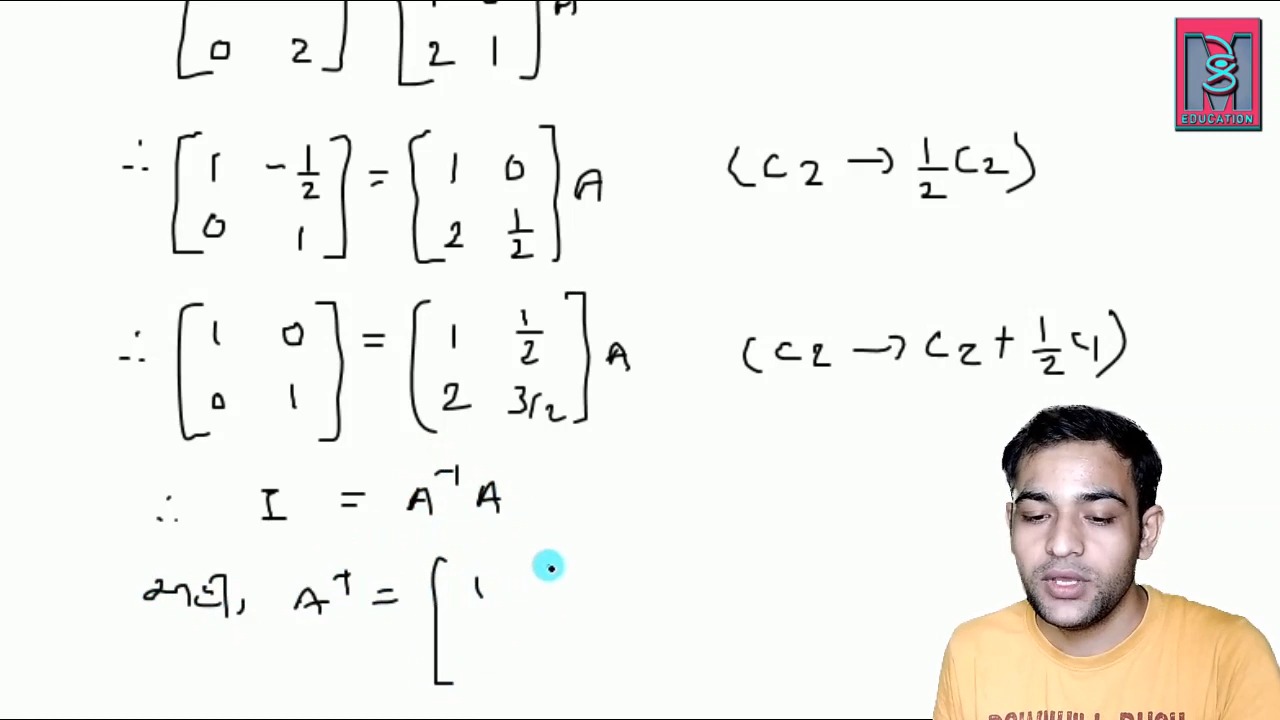 [0 2] [2 1] A
∴ [1 -1/2; 0 1] = [1 0; 2 1/2] A (C2 → 1/2 C2)
∴ [1 0; 0 1] = [1 1/2; 2 3/2] A (C2 → C2 + 1/2 C1)
∴ I = A⁻¹ A
A⁻¹ = [1
M S
EDUCATION